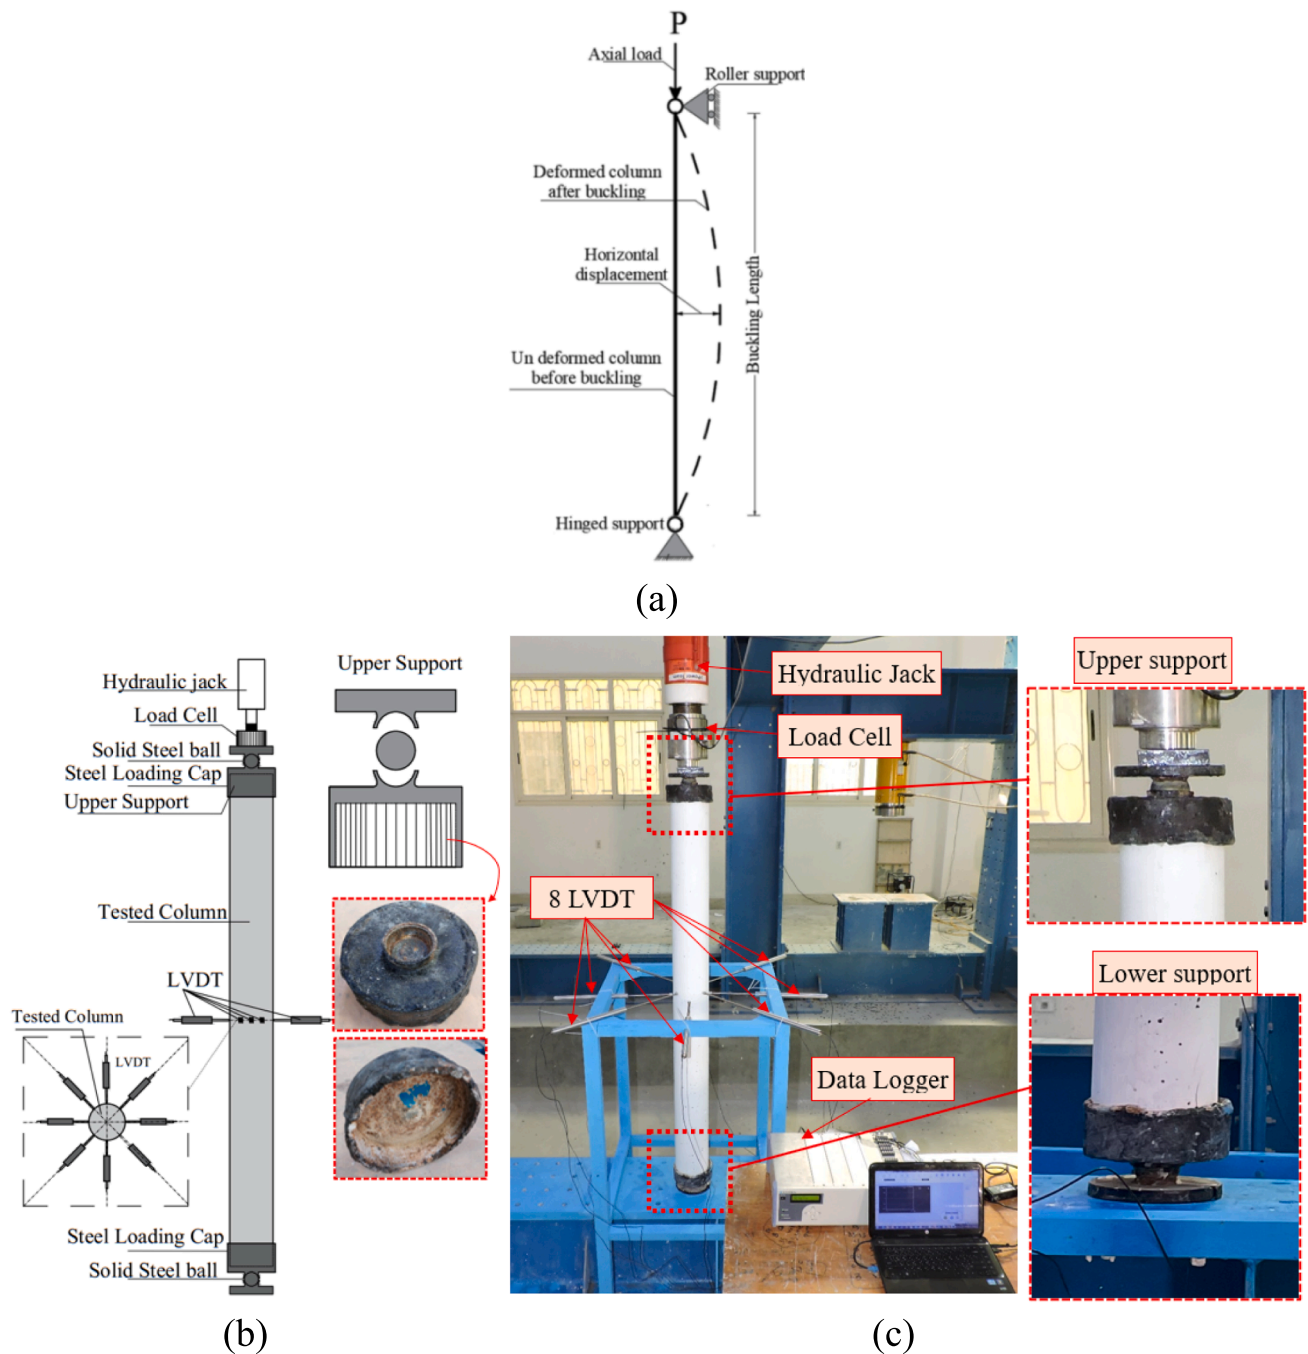 P
Axial load
Roller support
Deformed column
after buckling
Horizontal
displacement
Buckling Length
Un deformed column
before buckling
Hinged support
(a)
Hydraulic jack
Load Cell
Solid Steel ball
Steel Loading Cap
Upper Support
Tested Column
LVDT
Tested Column
LVDT
Steel Loading Cap
Solid Steel ball
Upper Support
(b)
Hydraulic Jack
Load Cell
8 LVDT
Data Logger
Upper support
Lower support
(c)